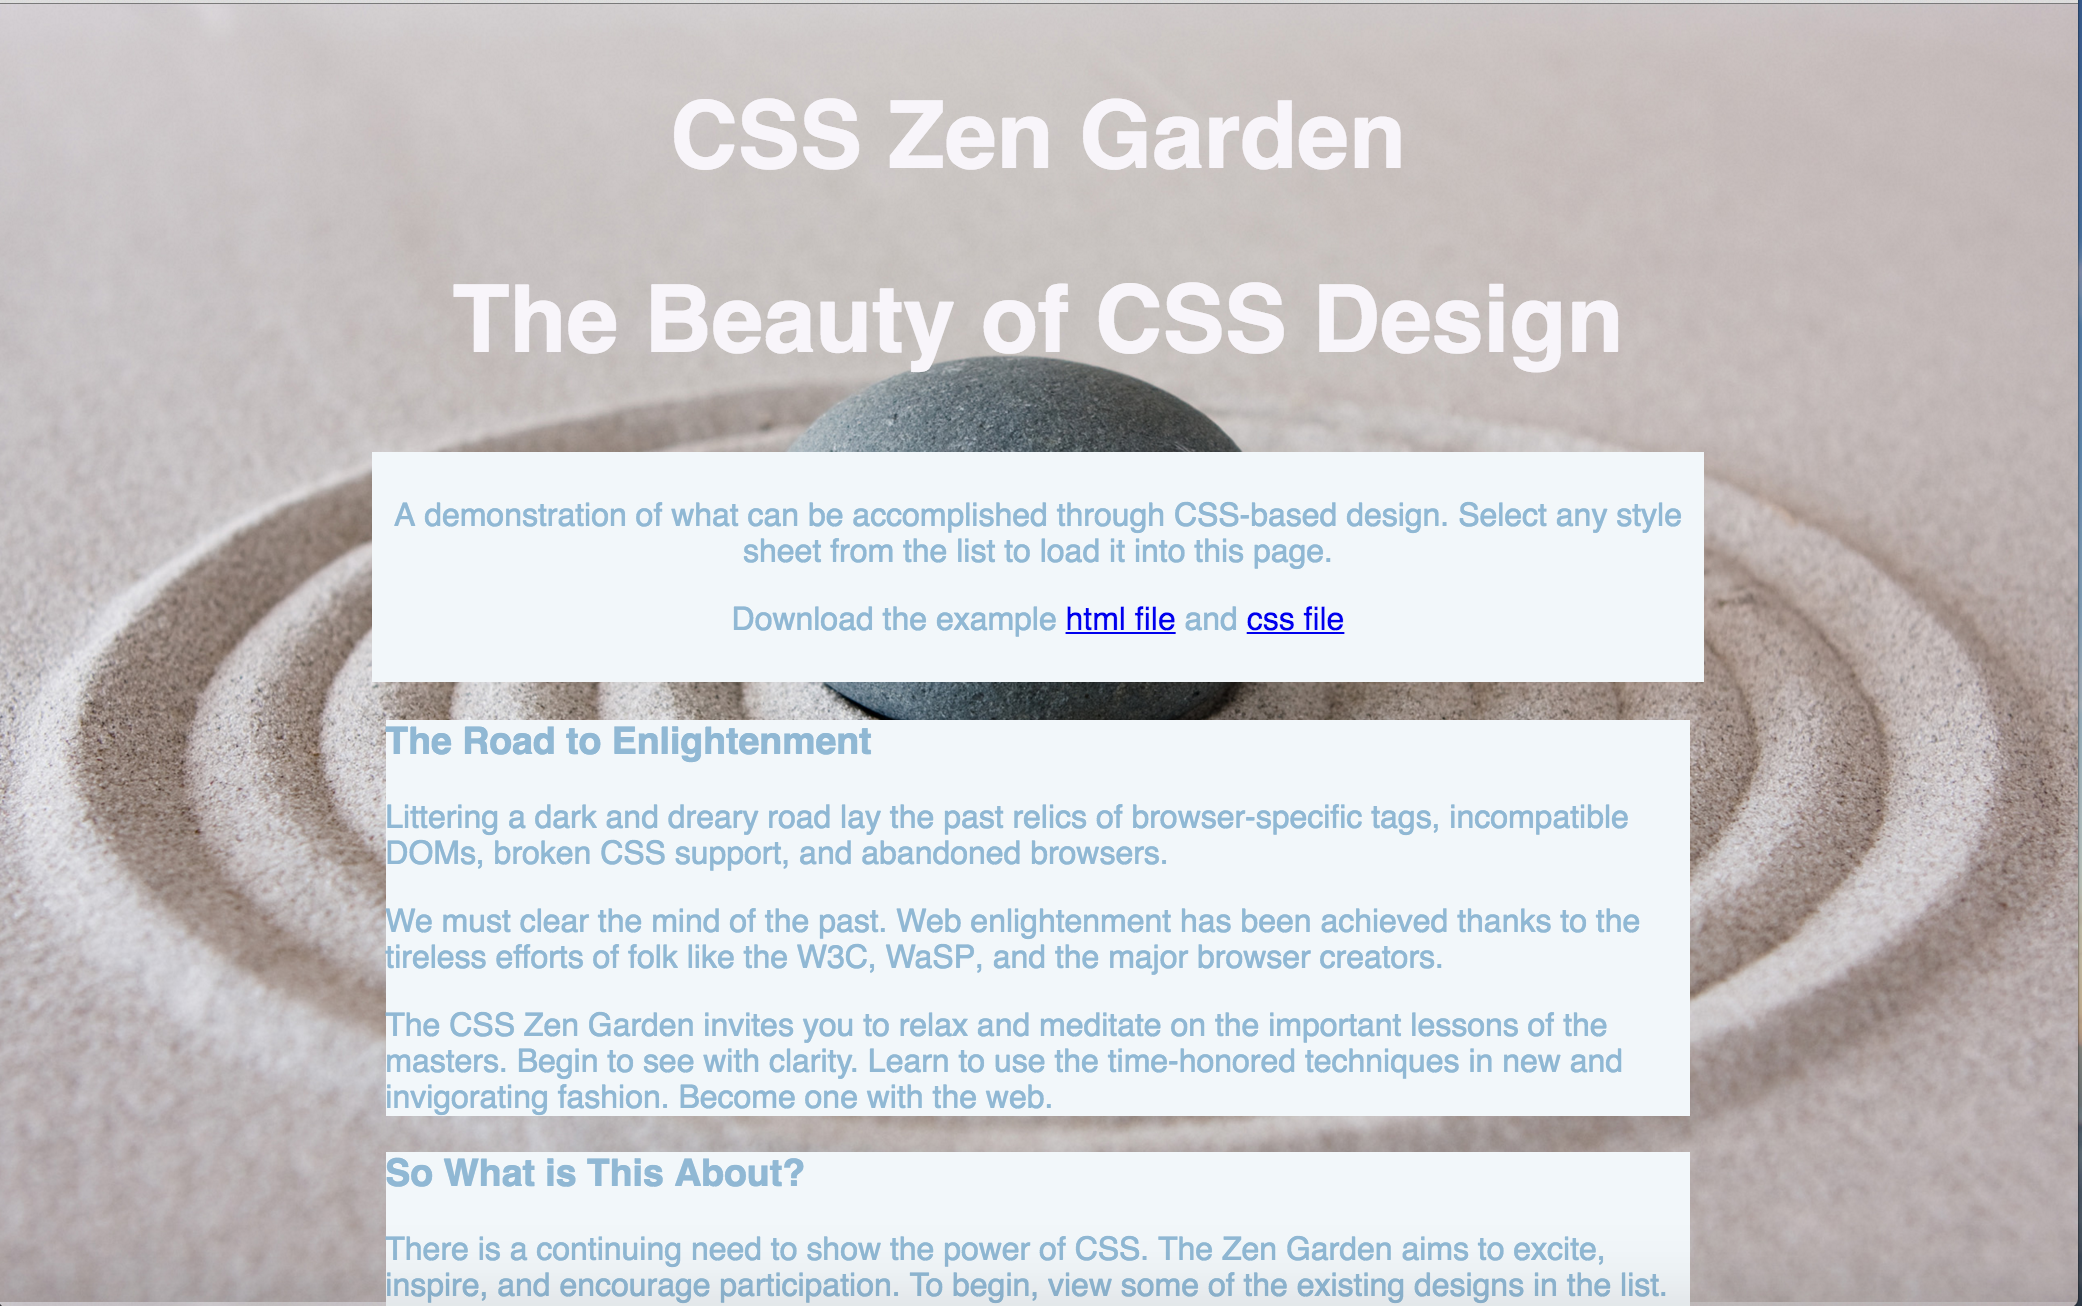 CSS Zen Garden
The Beauty of CSS Design
A demonstration of what can be accomplished through CSS-based design. Select any style
sheet from the list to load it into this page.
Download the example html file and css file
The Road to Enlightenment
Littering a dark and dreary road lay the past relics of browser-specific tags, incompatible
DOMs, broken CSS support, and abandoned browsers.
We must clear the mind of the past. Web enlightenment has been achieved thanks to the
tireless efforts of folk like the W3C, WaSP, and the major browser creators.
The CSS Zen Garden invites you to relax and meditate on the important lessons of the
masters. Begin to see with clarity. Learn to use the time-honored techniques in new and
invigorating fashion. Become one with the web.
So What is This About?
There is a continuing need to show the power of CSS. The Zen Garden aims to excite,
inspire, and encourage participation. To begin, view some of the existing designs in the list.